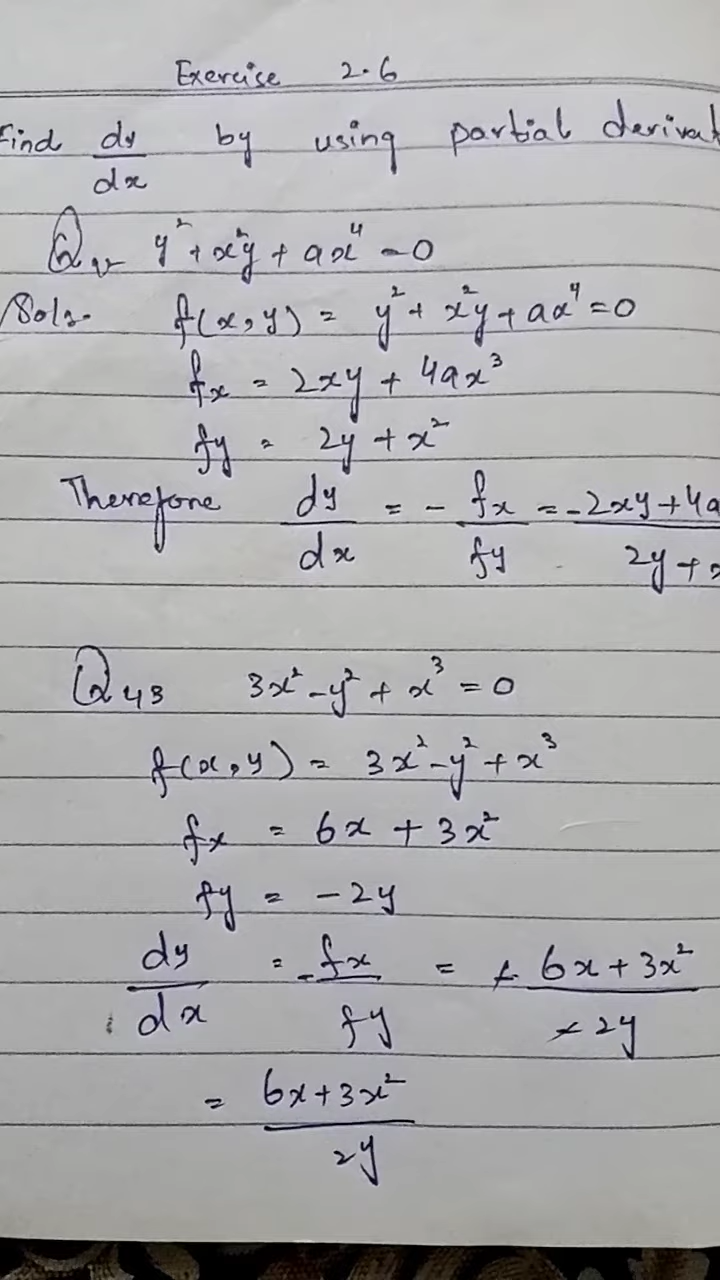 Exercise 2.6
Find dy/dx by using partial derivat
Q y² + x²y + ax⁴ = 0
Sol:- f(x,y) = y² + x²y + ax⁴ = 0
fx = 2xy + 4ax³
fy = 2y + x²
Therefore dy/dx = - fx/fy = -2xy+4a/2y+x
Q43 3x² - y² + x³ = 0
f(x,y) = 3x² - y² + x³
fx = 6x + 3x²
fy = -2y
dy/dx = -fx/fy = - 6x + 3x²/-2y
= 6x + 3x²/2y